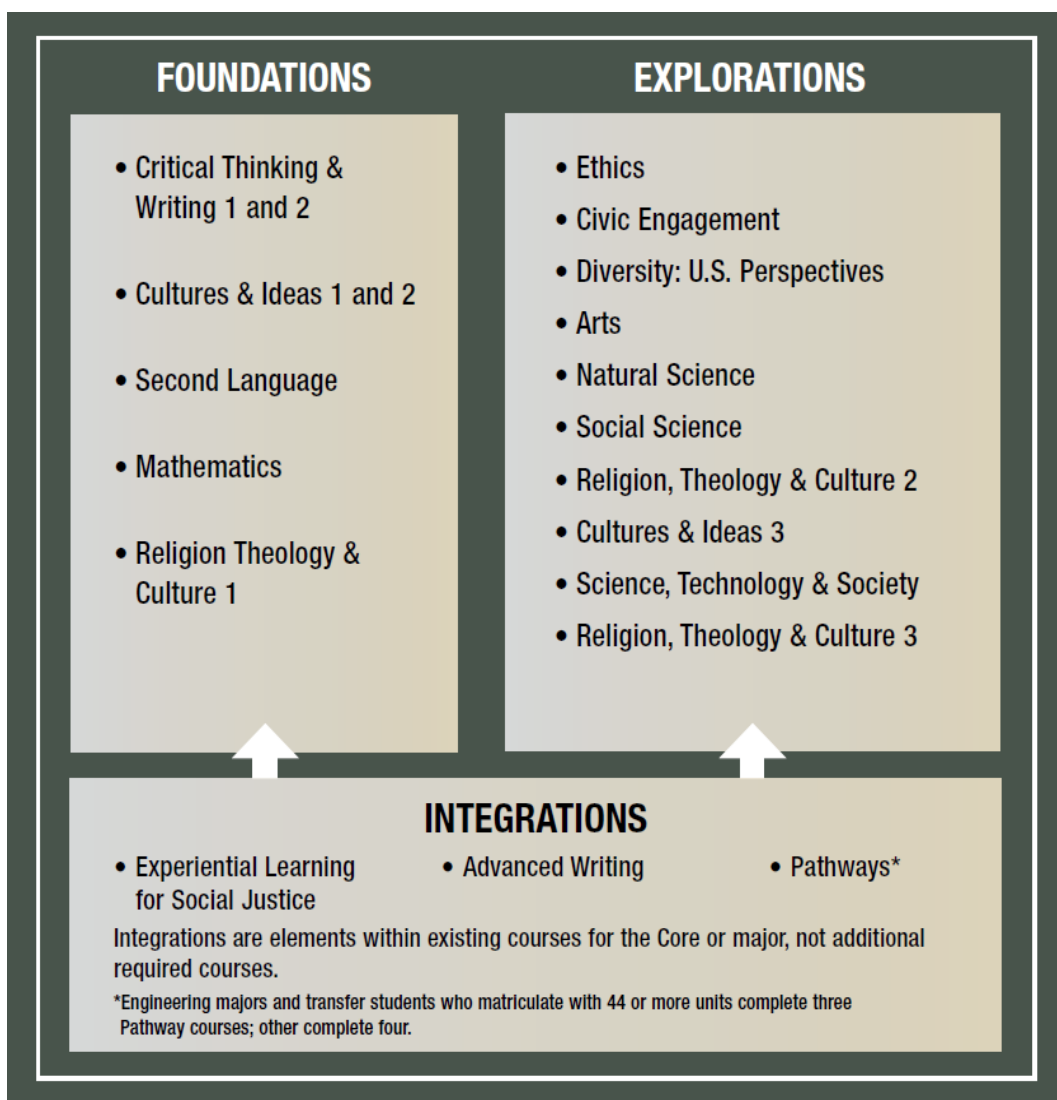 FOUNDATIONS
• Critical Thinking &
Writing 1 and 2
• Cultures & Ideas 1 and 2
• Second Language
• Mathematics
• Religion Theology &
Culture 1
EXPLORATIONS
• Ethics
• Civic Engagement
• Diversity: U.S. Perspectives
• Arts
• Natural Science
• Social Science
• Religion, Theology & Culture 2
• Cultures & Ideas 3
• Science, Technology & Society
• Religion, Theology & Culture 3
INTEGRATIONS
• Experiential Learning
for Social Justice
• Advanced Writing
• Pathways*
Integrations are elements within existing courses for the Core or major, not additional
required courses.
*Engineering majors and transfer students who matriculate with 44 or more units complete three
Pathway courses; other complete four.